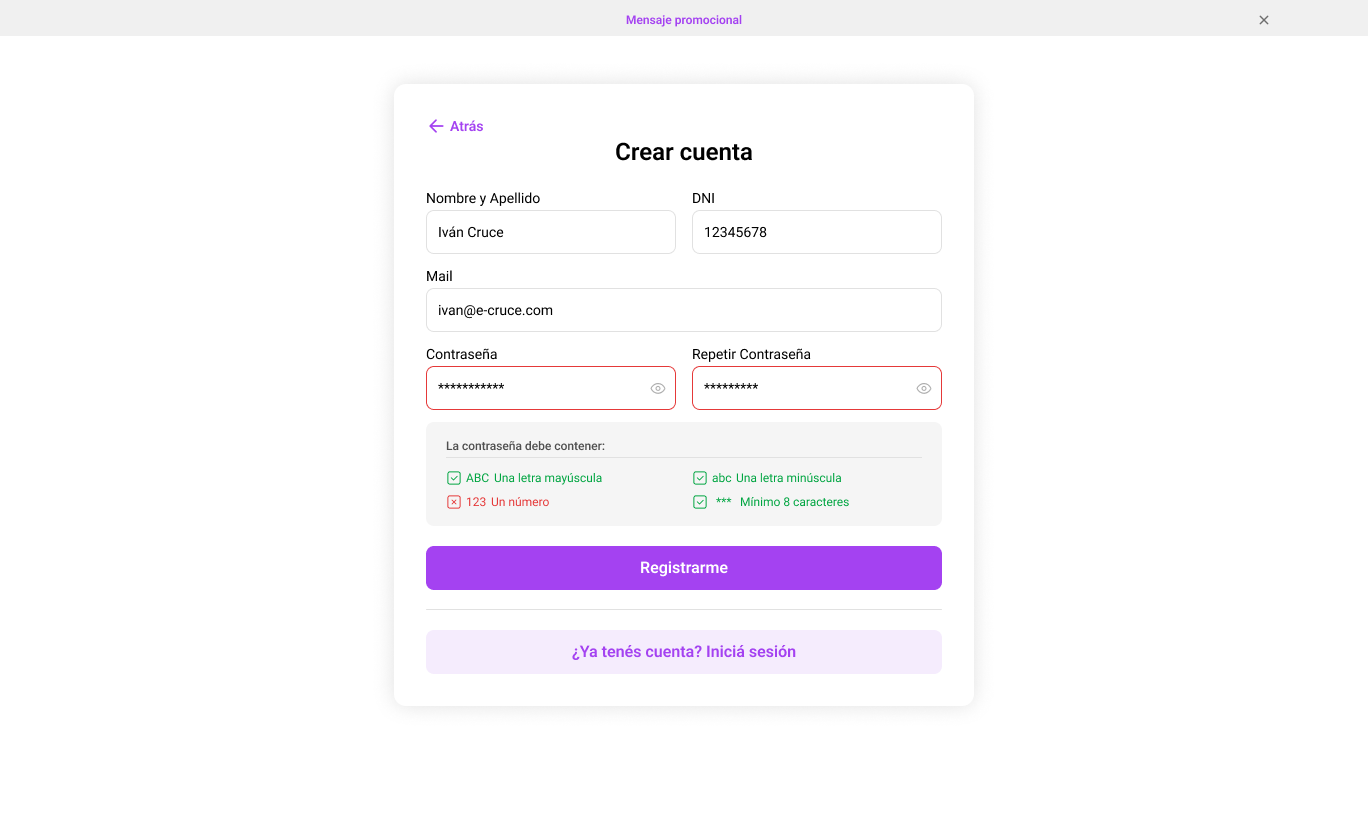 Mensaje promocional
Atrás
Crear cuenta
Nombre y Apellido
DNI
Iván Cruce
12345678
Mail
ivan@e-cruce.com
Contraseña
Repetir Contraseña
***********
*********
La contraseña debe contener:
ABC Una letra mayúscula
abc Una letra minúscula
123 Un número
*** Mínimo 8 caracteres
Registrarme
¿Ya tenés cuenta? Iniciá sesión